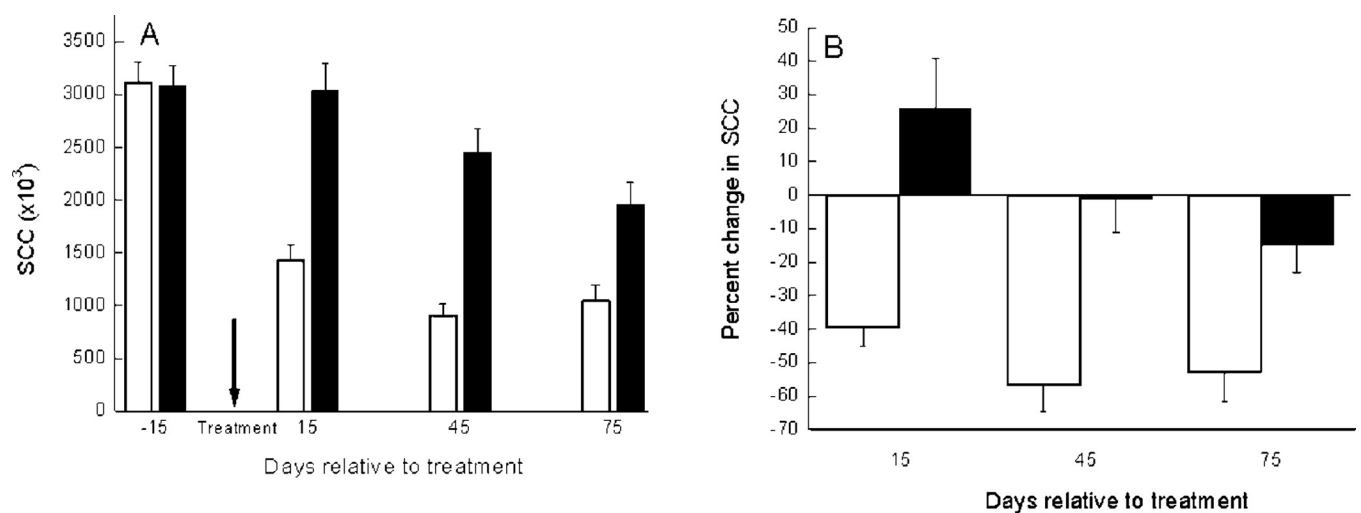 A
3500
3000
2500
2000
1500
1000
500
0
SCC (x10³)
-15 Treatment 15 45 75
Days relative to treatment
B
50
40
30
20
10
0
-10
-20
-30
-40
-50
-60
-70
Percent change in SCC
15 45 75
Days relative to treatment